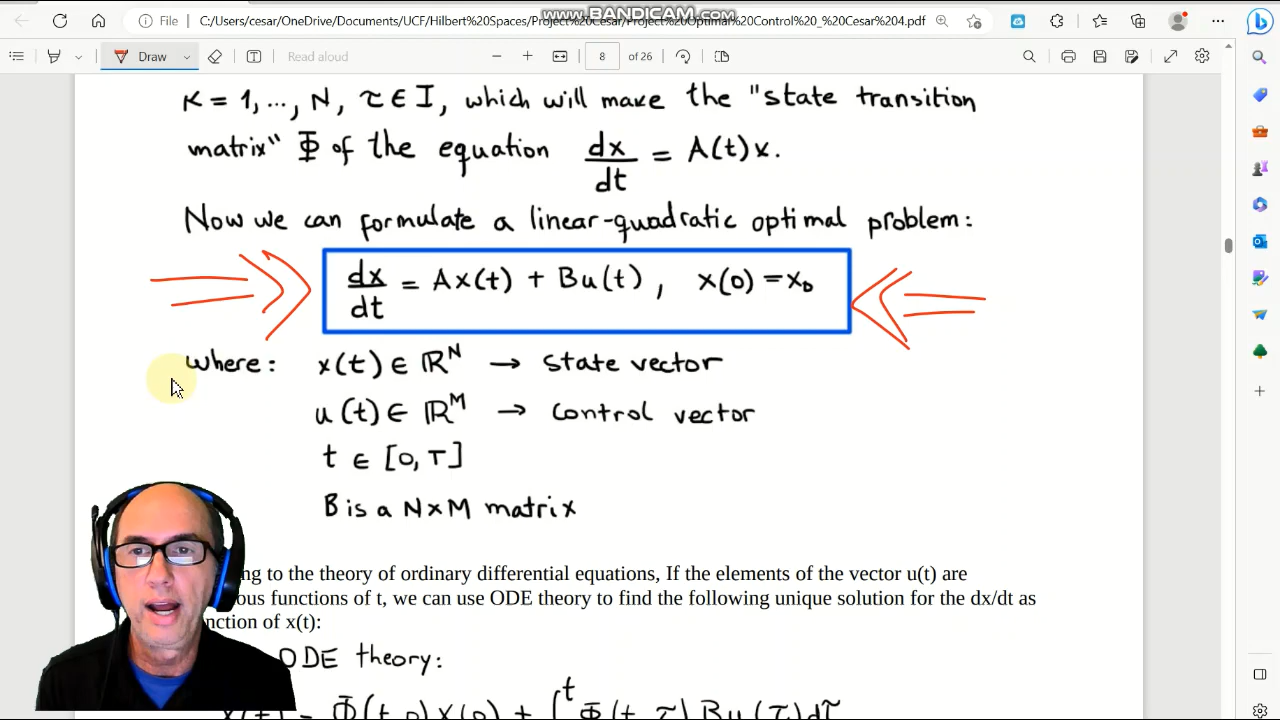 www.BANDICAM.com
File C:/Users/cesar/OneDrive/Documents/UCF/Hilbert%20Spaces/Project%20Optimal%20Control%20_%20Cesar%204.pdf
Draw Read aloud 8 of 26
K = 1, ..., N, τ ∈ I, which will make the "state transition
matrix" Φ of the equation dx/dt = A(t)x.
Now we can formulate a linear-quadratic optimal problem:
dx/dt = Ax(t) + Bu(t), x(0) = x₀
where: x(t) ∈ ℝᴺ → state vector
u(t) ∈ ℝᴹ → control vector
t ∈ [0, T]
B is a N×M matrix
ng to the theory of ordinary differential equations, If the elements of the vector u(t) are
ous functions of t, we can use ODE theory to find the following unique solution for the dx/dt as
nction of x(t):
ODE theory:
x(t) = Φ(t,0)x(0) + ∫ᵗ Φ(t,τ) Bu(τ)dτ